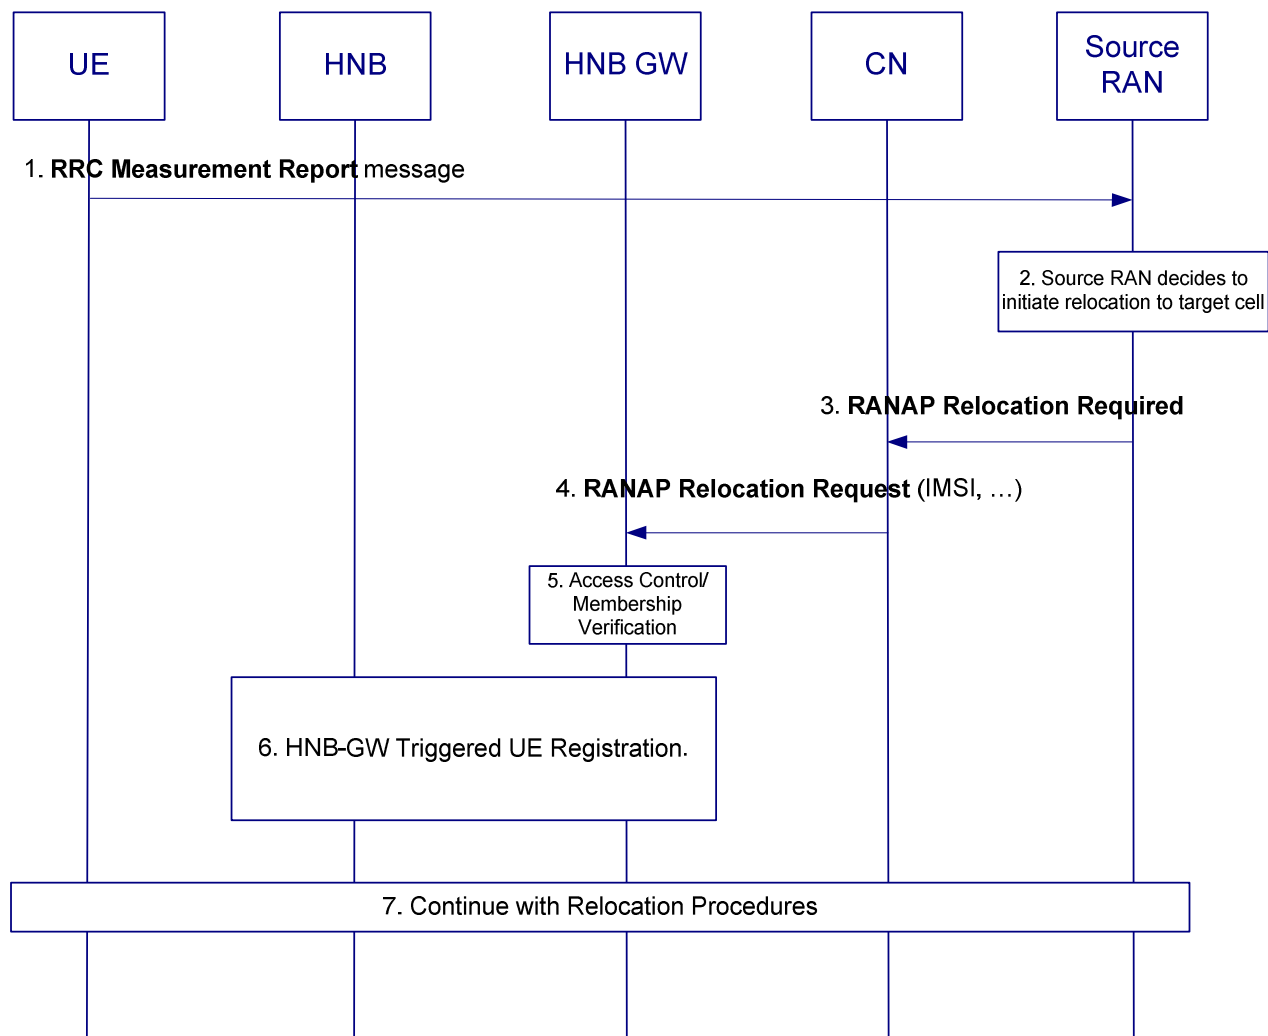 UE
HNB
HNB GW
CN
Source
RAN
1. RRC Measurement Report message
2. Source RAN decides to
initiate relocation to target cell
3. RANAP Relocation Required
4. RANAP Relocation Request (IMSI, …)
5. Access Control/
Membership
Verification
6. HNB-GW Triggered UE Registration.
7. Continue with Relocation Procedures